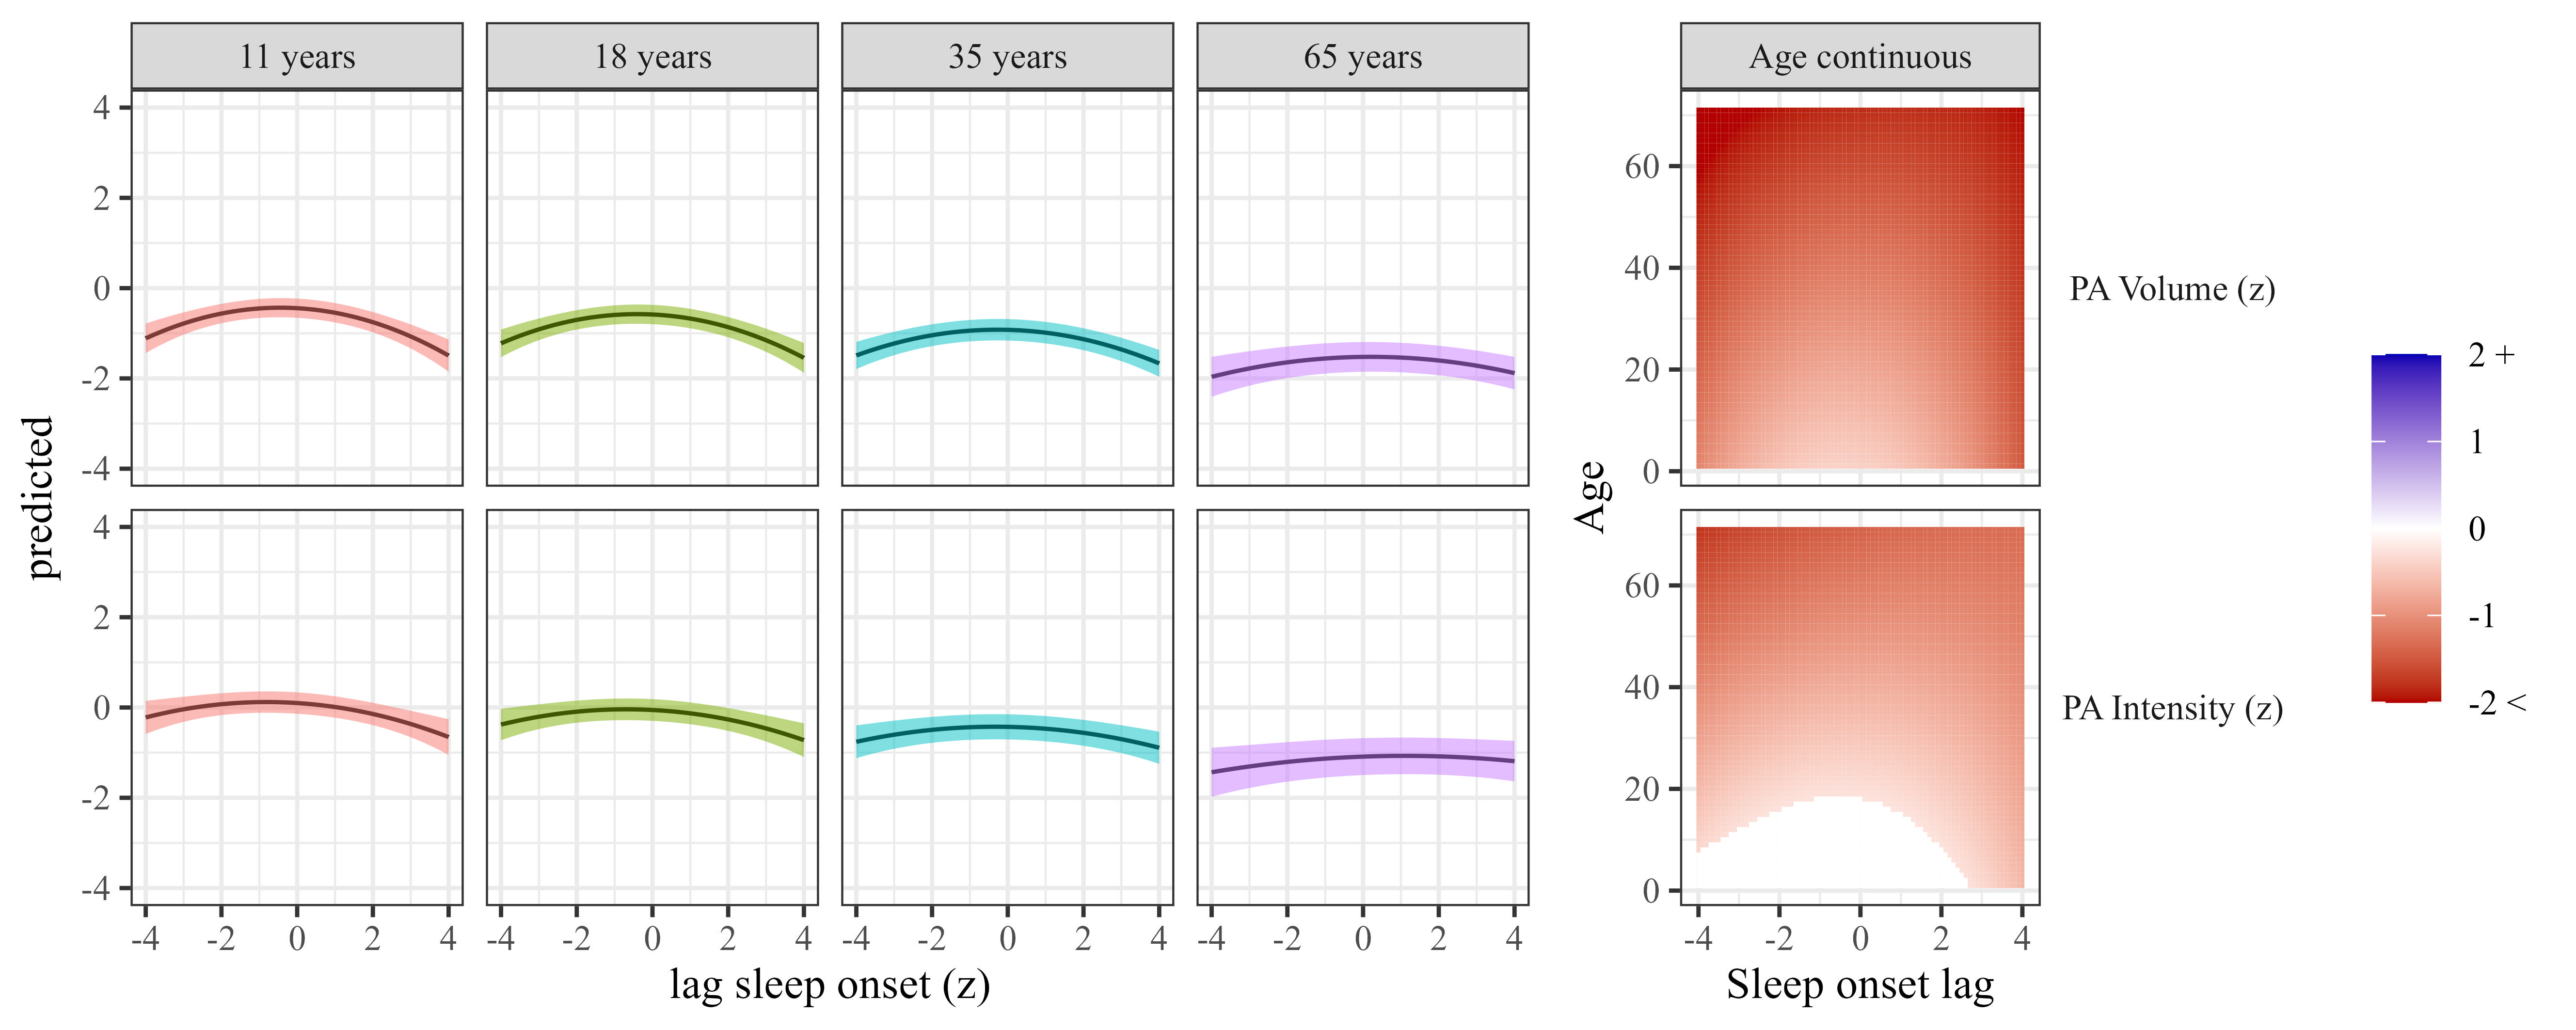 11 years
18 years
35 years
65 years
Age continuous
4
2
0
-2
-4
60
40
20
0
PA Volume (z)
predicted
Age
2 +
1
0
-1
-2 <
4
2
0
-2
-4
60
40
20
0
PA Intensity (z)
-4 -2 0 2 4
-4 -2 0 2 4
-4 -2 0 2 4
-4 -2 0 2 4
-4 -2 0 2 4
lag sleep onset (z)
Sleep onset lag